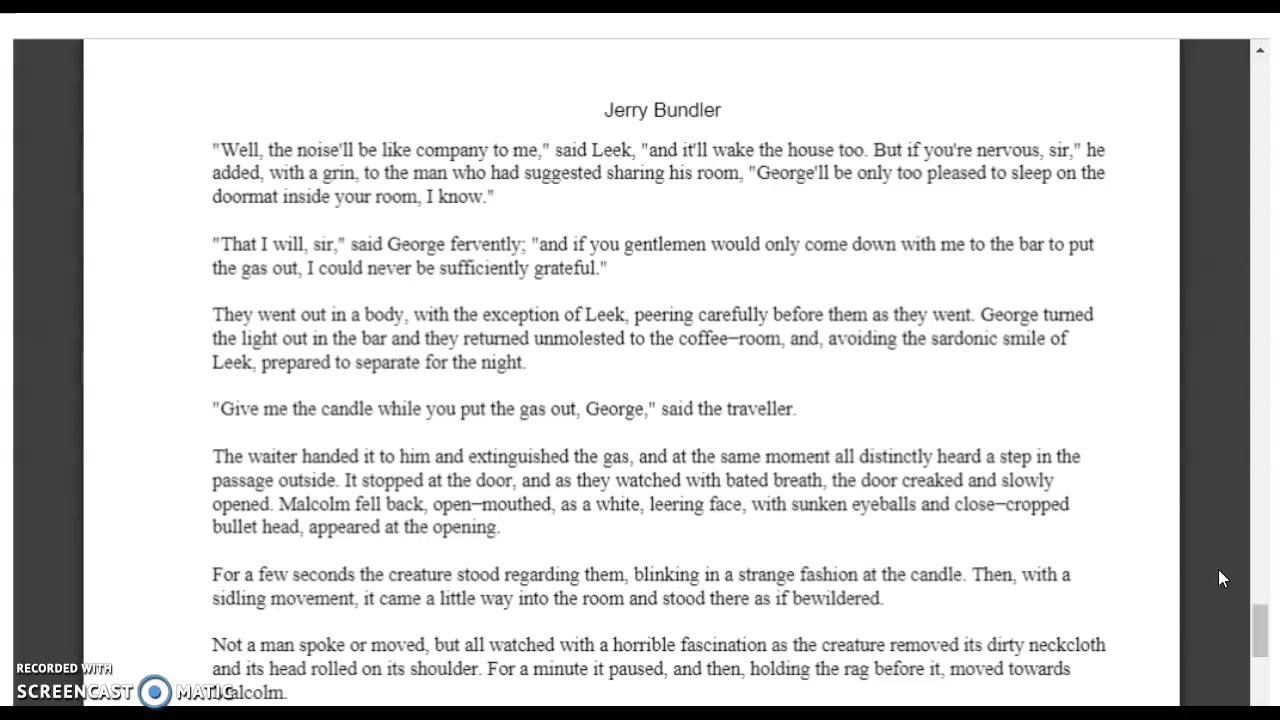 Jerry Bundler
"Well, the noise'll be like company to me," said Leek, "and it'll wake the house too. But if you're nervous, sir," he
added, with a grin, to the man who had suggested sharing his room, "George'll be only too pleased to sleep on the
doormat inside your room, I know."
"That I will, sir," said George fervently; "and if you gentlemen would only come down with me to the bar to put
the gas out, I could never be sufficiently grateful."
They went out in a body, with the exception of Leek, peering carefully before them as they went. George turned
the light out in the bar and they returned unmolested to the coffee–room, and, avoiding the sardonic smile of
Leek, prepared to separate for the night.
"Give me the candle while you put the gas out, George," said the traveller.
The waiter handed it to him and extinguished the gas, and at the same moment all distinctly heard a step in the
passage outside. It stopped at the door, and as they watched with bated breath, the door creaked and slowly
opened. Malcolm fell back, open–mouthed, as a white, leering face, with sunken eyeballs and close–cropped
bullet head, appeared at the opening.
For a few seconds the creature stood regarding them, blinking in a strange fashion at the candle. Then, with a
sidling movement, it came a little way into the room and stood there as if bewildered.
Not a man spoke or moved, but all watched with a horrible fascination as the creature removed its dirty neckcloth
and its head rolled on its shoulder. For a minute it paused, and then, holding the rag before it, moved towards
Malcolm.
RECORDED WITH
SCREENCAST MATIC